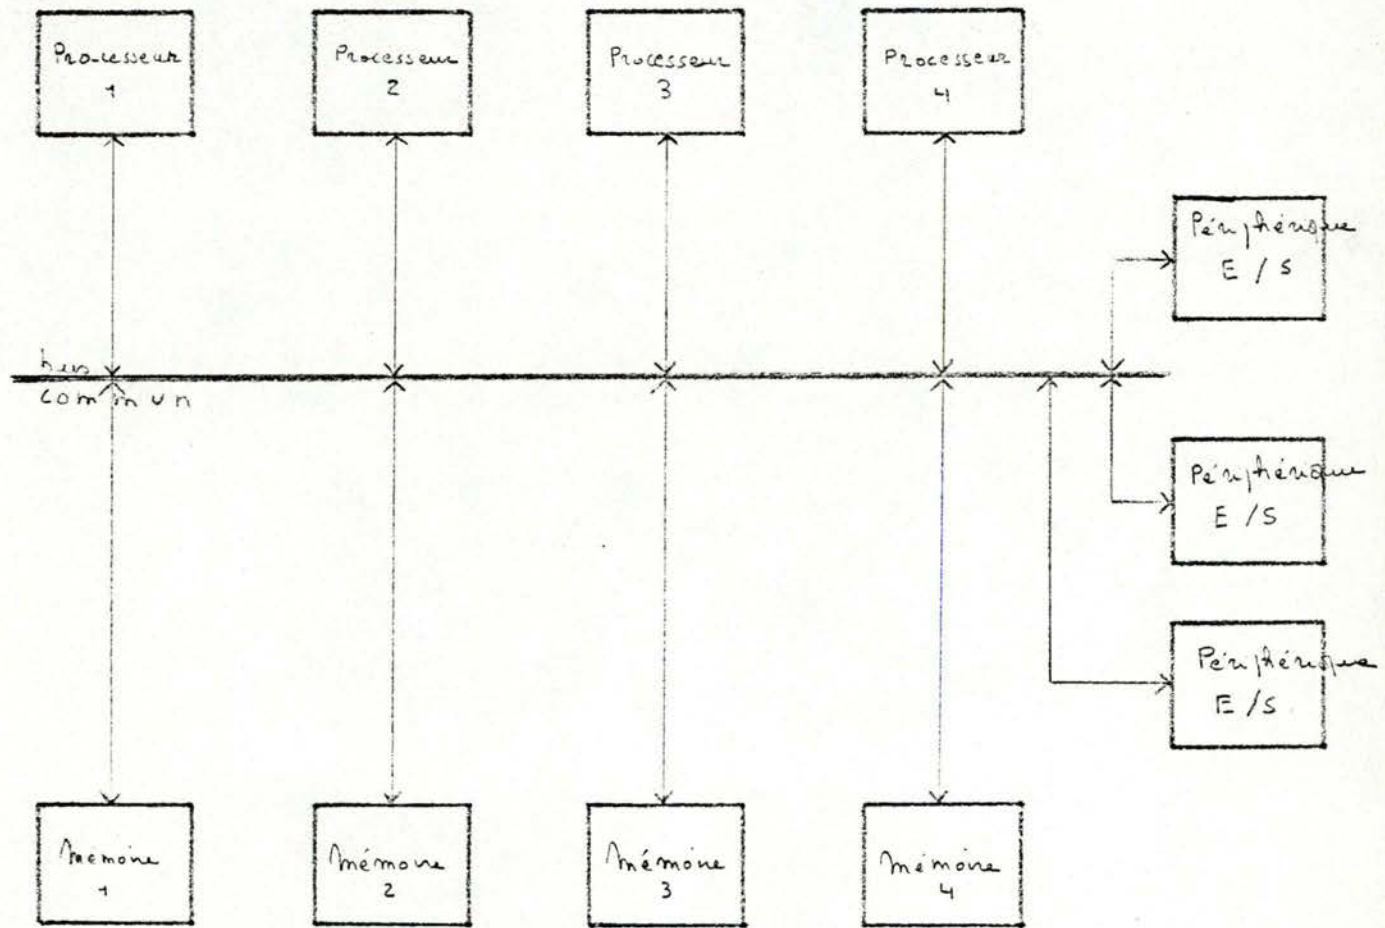 Processeur
1
Processeur
2
Processeur
3
Processeur
4
Périphérique
E / S
bus
commun
Périphérique
E / S
Périphérique
E / S
Mémoire
1
Mémoire
2
Mémoire
3
Mémoire
4